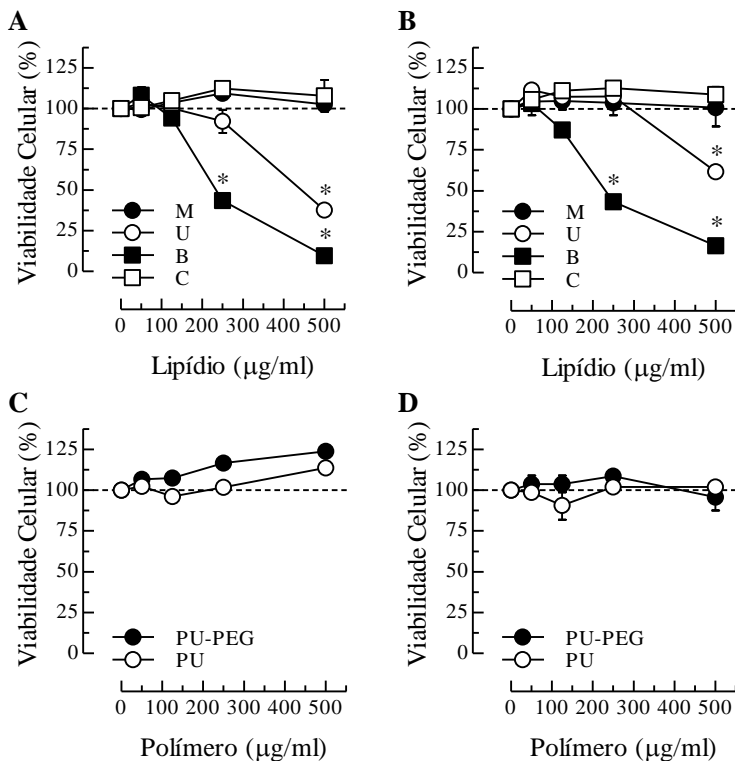 A
Viabilidade Celular (%)
125
100
75
50
25
0
*
*
*
M
U
B
C
0 100 200 300 400 500
Lipídio (μg/ml)
B
Viabilidade Celular (%)
125
100
75
50
25
0
*
*
*
M
U
B
C
0 100 200 300 400 500
Lipídio (μg/ml)
C
Viabilidade Celular (%)
125
100
75
50
25
0
PU-PEG
PU
0 100 200 300 400 500
Polímero (μg/ml)
D
Viabilidade Celular (%)
125
100
75
50
25
0
PU-PEG
PU
0 100 200 300 400 500
Polímero (μg/ml)